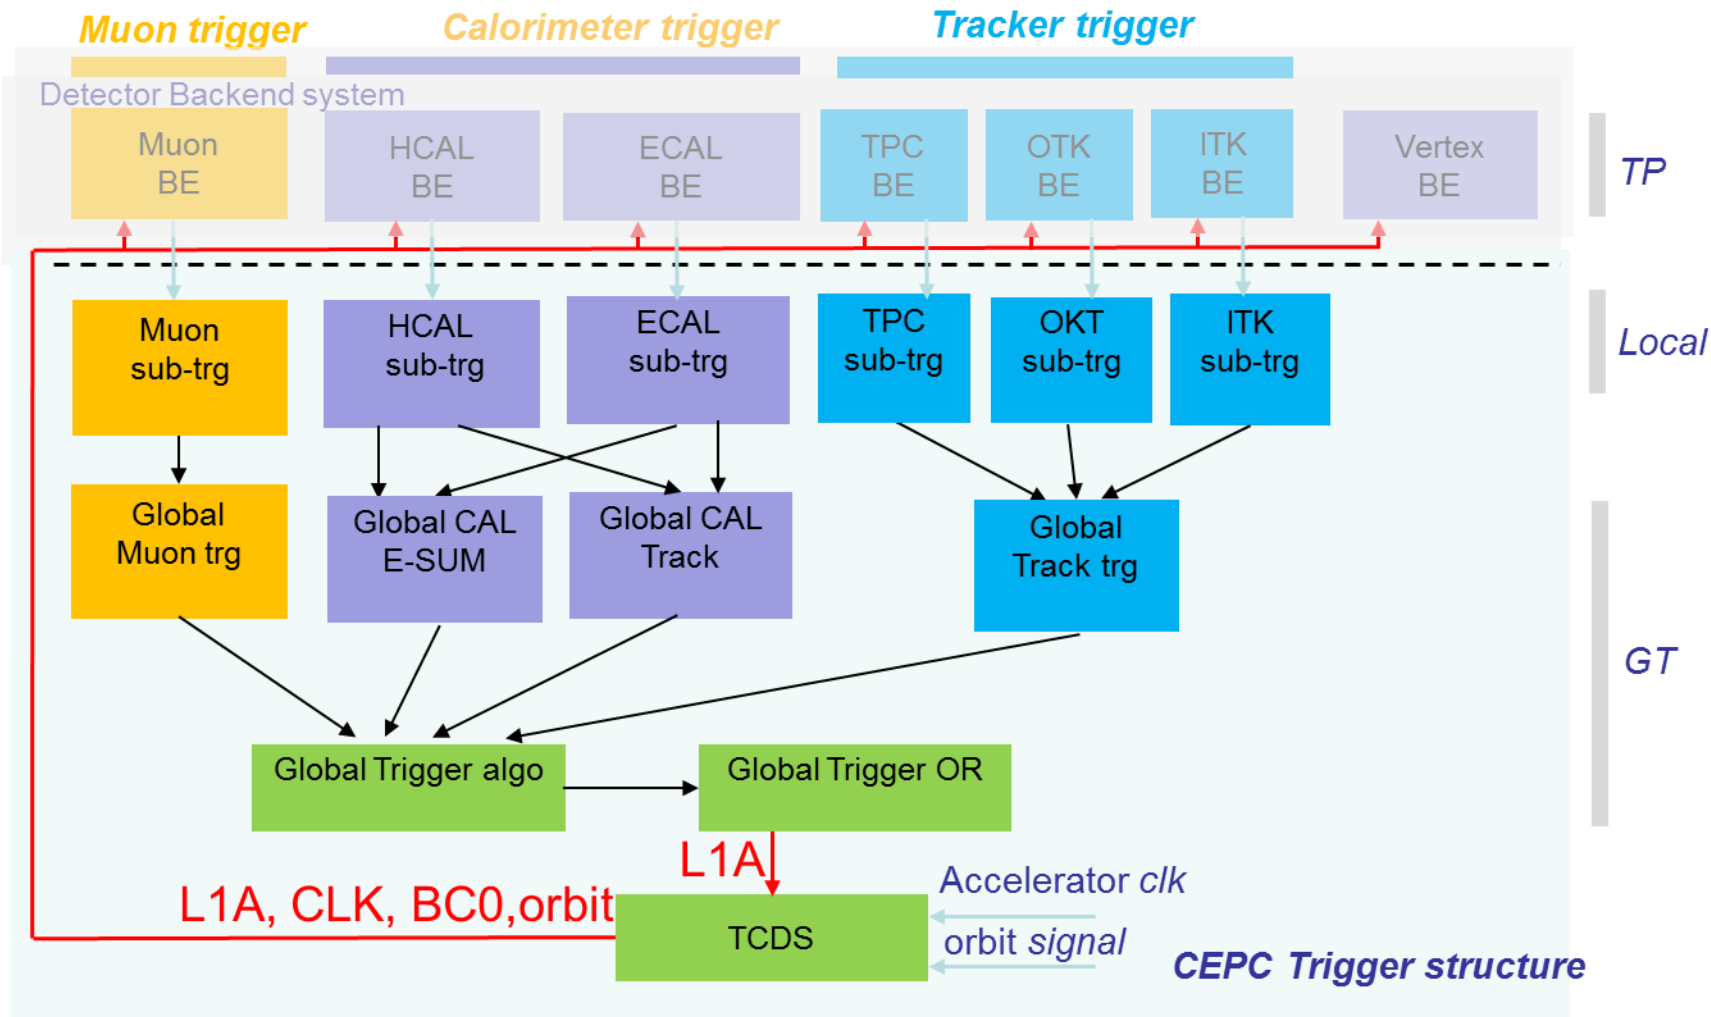 Muon trigger
Calorimeter trigger
Tracker trigger
Detector Backend system
Muon
BE
HCAL
BE
ECAL
BE
TPC
BE
OTK
BE
ITK
BE
Vertex
BE
TP
Muon
sub-trg
HCAL
sub-trg
ECAL
sub-trg
TPC
sub-trg
OKT
sub-trg
ITK
sub-trg
Local
Global
Muon trg
Global CAL
E-SUM
Global CAL
Track
Global
Track trg
GT
Global Trigger algo
Global Trigger OR
L1A
L1A, CLK, BC0,orbit
TCDS
Accelerator clk
orbit signal
CEPC Trigger structure